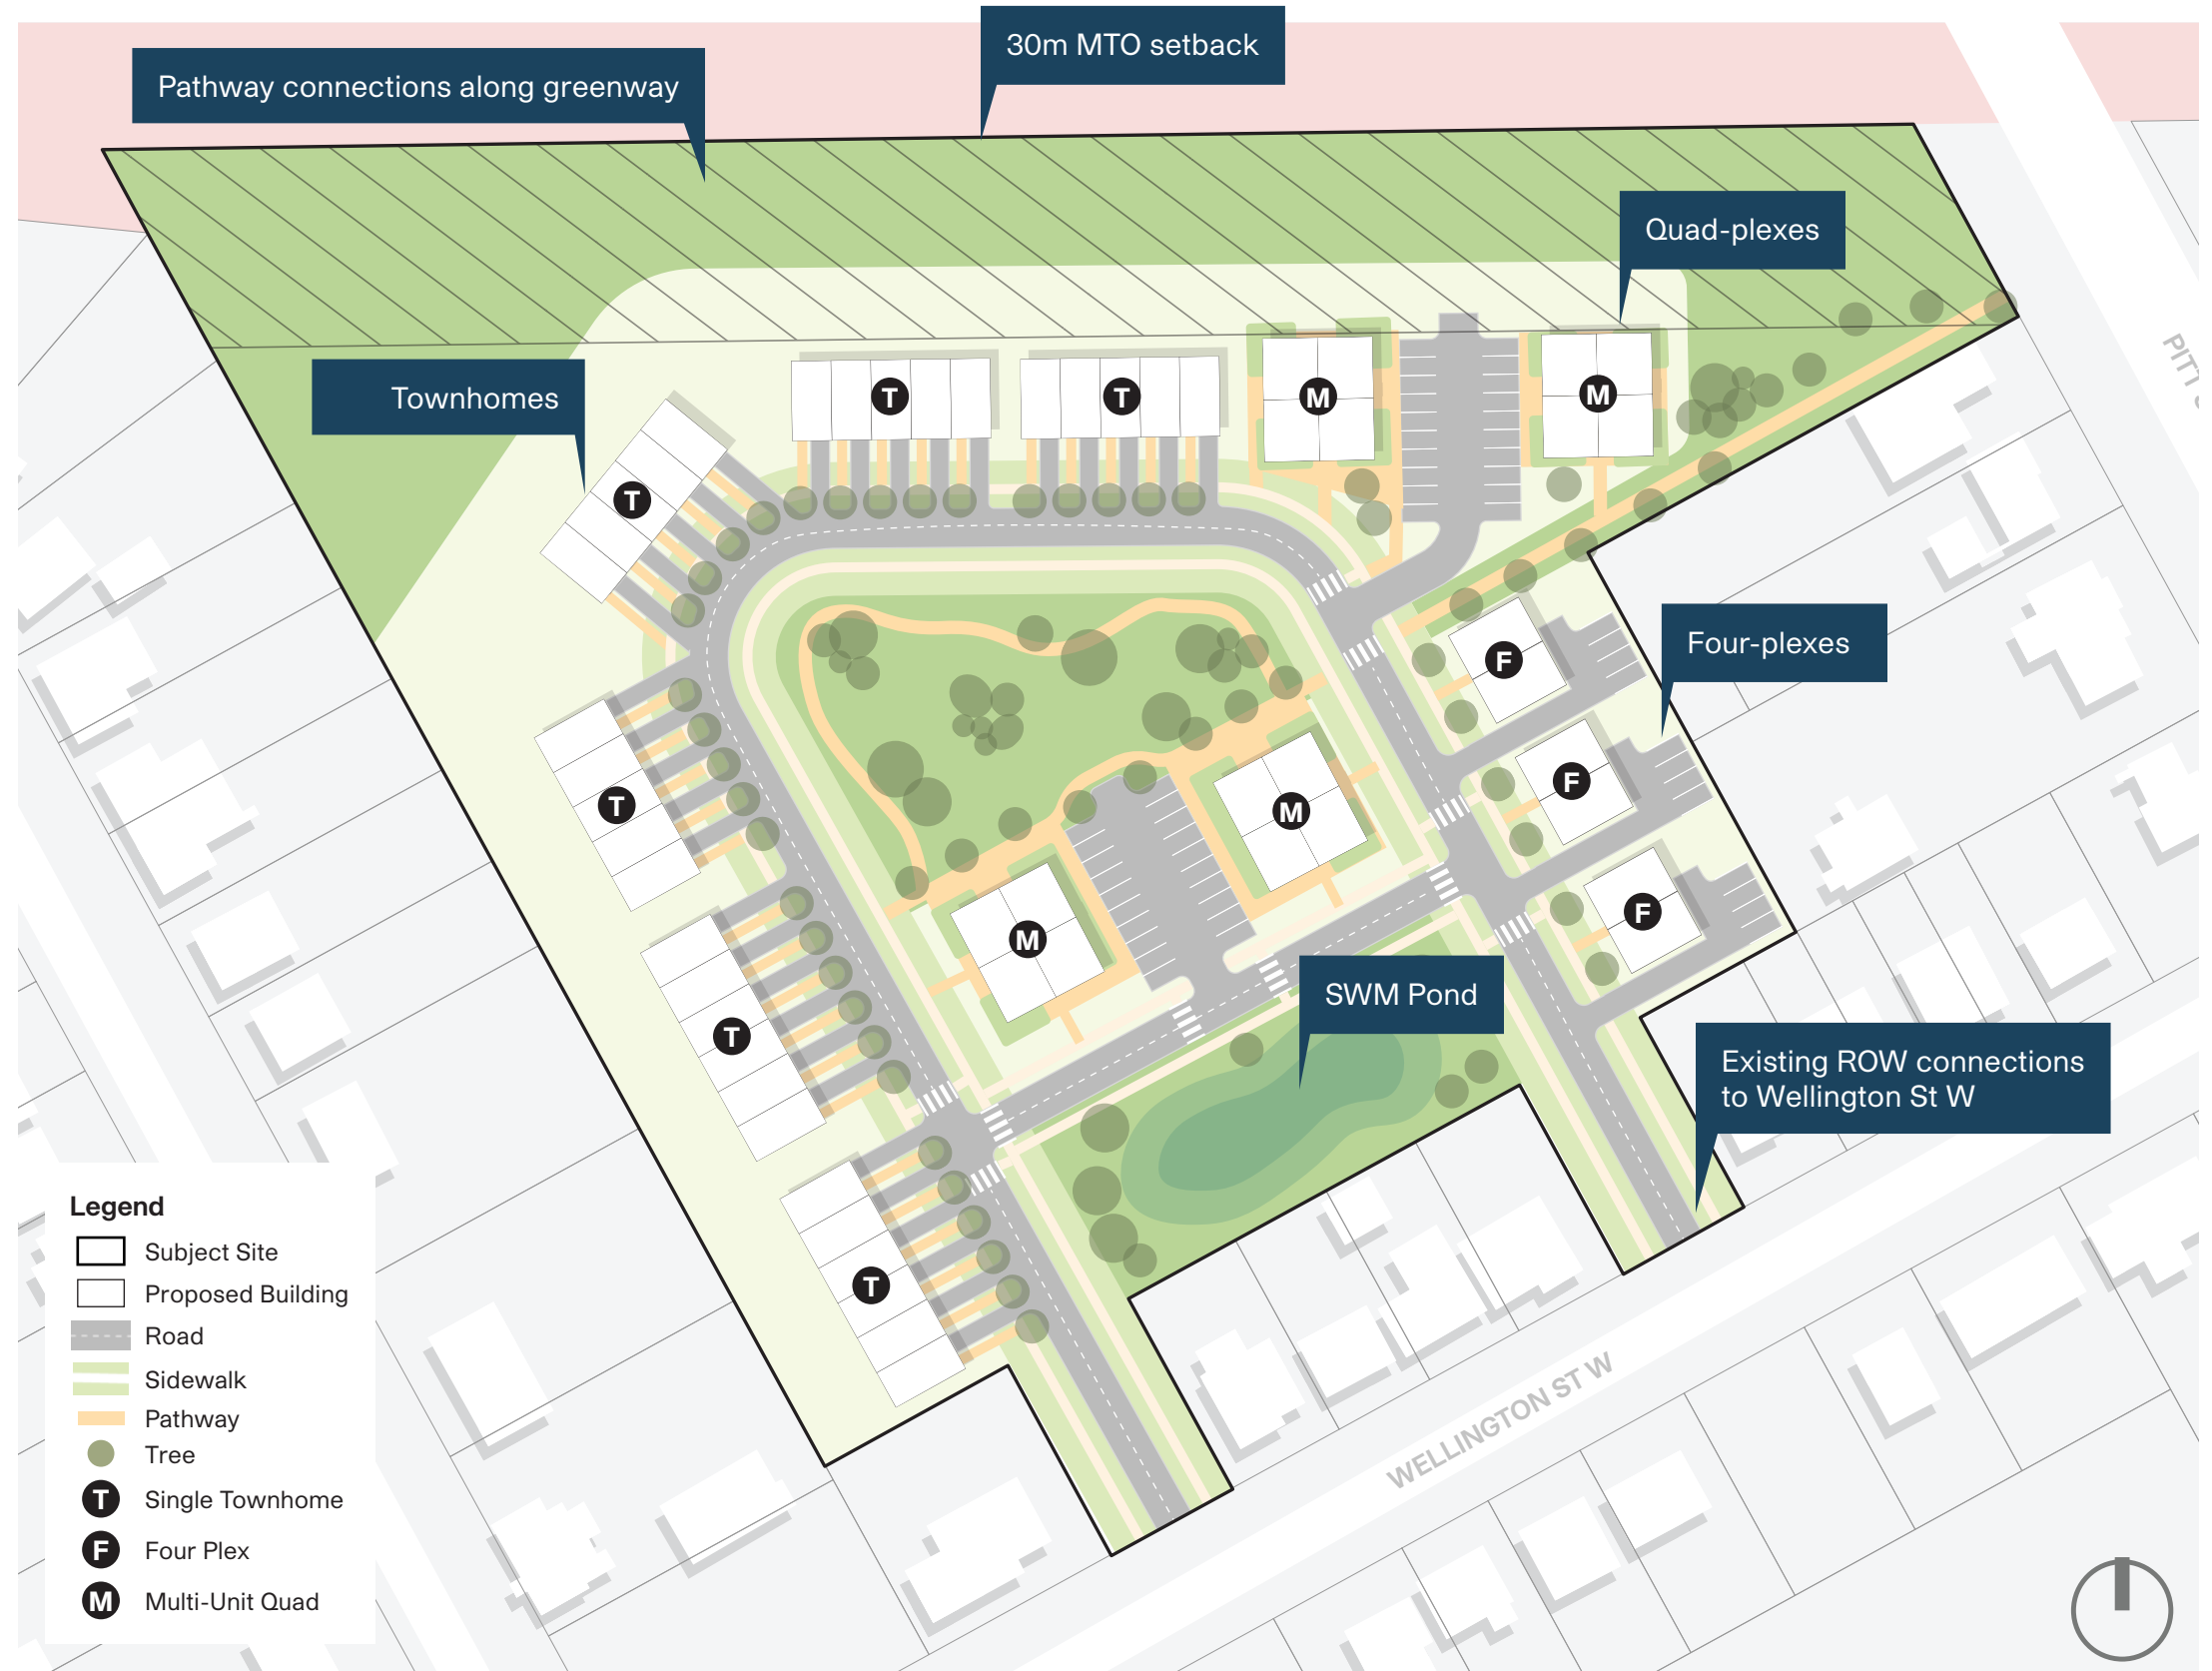 30m MTO setback
Pathway connections along greenway
Quad-plexes
Townhomes
T
T
M
M
T
Four-plexes
F
F
T
M
F
M
SWM Pond
T
Existing ROW connections
to Wellington St W
T
WELLINGTON ST W
Legend
Subject Site
Proposed Building
Road
Sidewalk
Pathway
Tree
T Single Townhome
F Four Plex
M Multi-Unit Quad